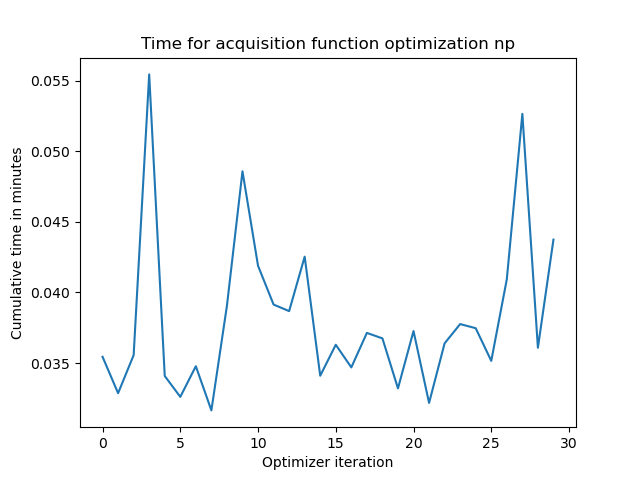 Time for acquisition function optimization np
Cumulative time in minutes
0.055
0.050
0.045
0.040
0.035
0 5 10 15 20 25 30
Optimizer iteration